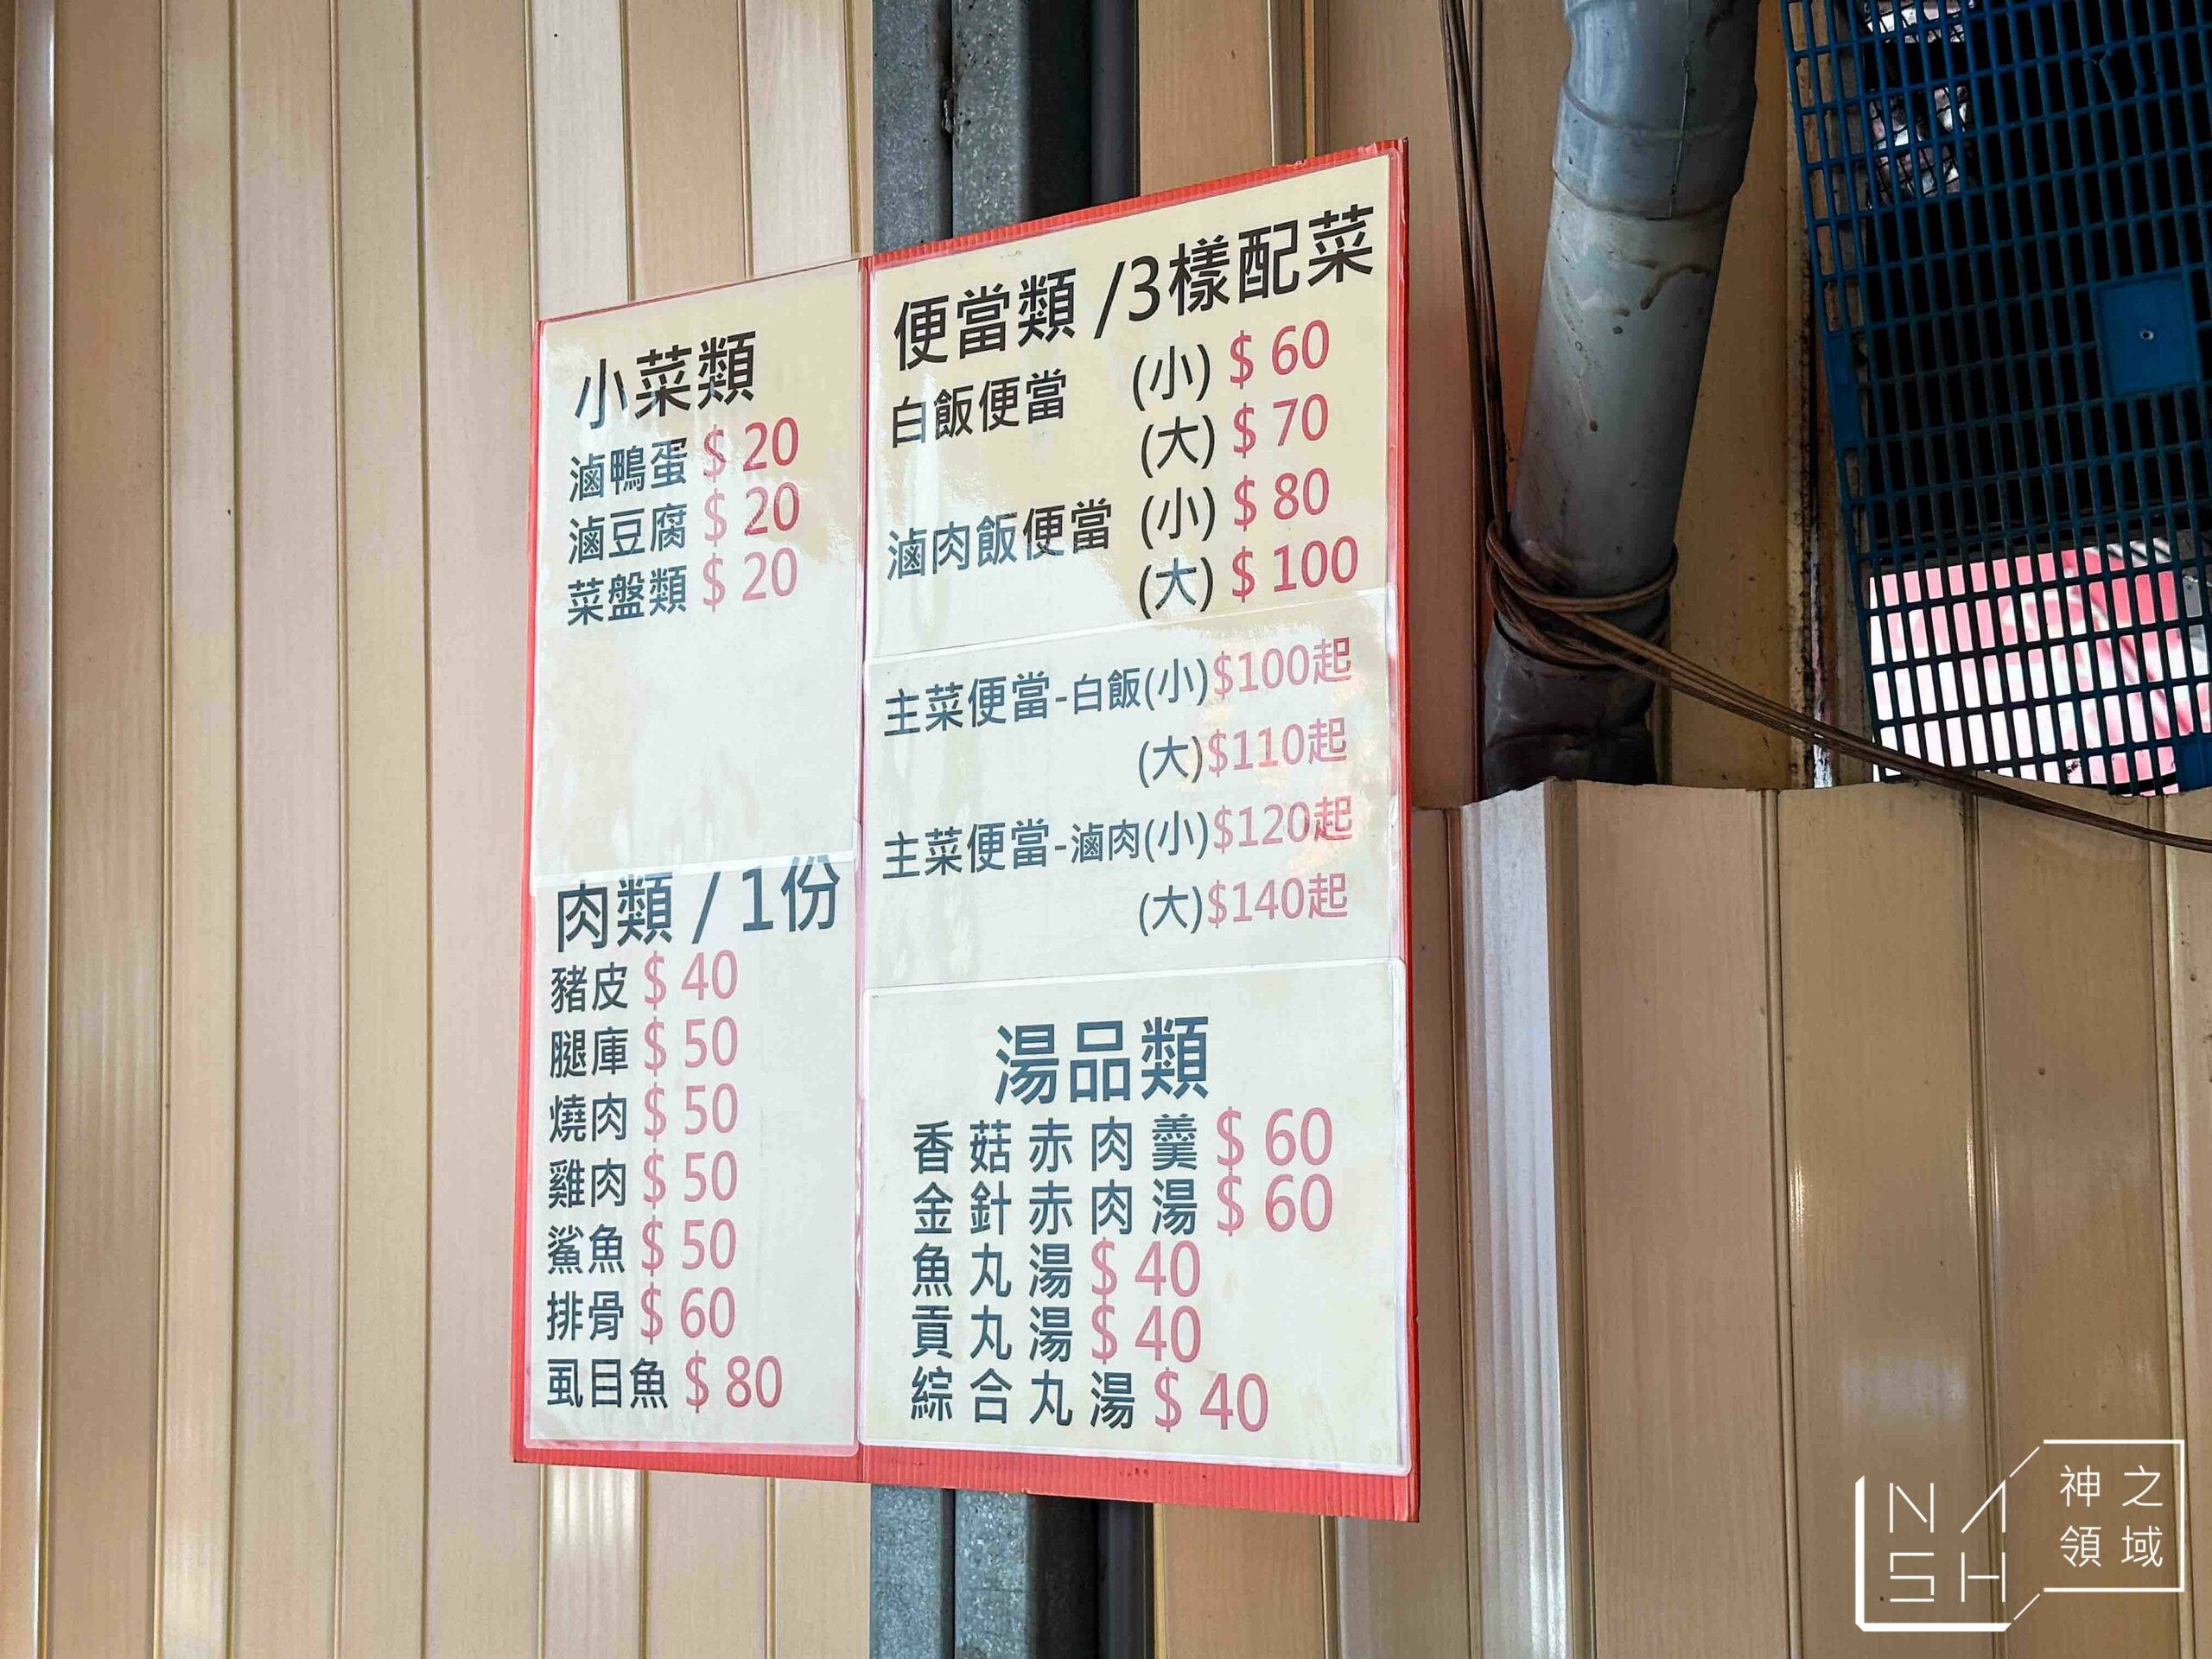 小菜類
滷鴨蛋 $ 20
滷豆腐 $ 20
菜盤類 $ 20
肉類 / 1份
豬皮 $ 40
腿庫 $ 50
燒肉 $ 50
雞肉 $ 50
鯊魚 $ 50
排骨 $ 60
虱目魚 $ 80
便當類 /3樣配菜
白飯便當 (小) $ 60
(大) $ 70
滷肉飯便當 (小) $ 80
(大) $ 100
主菜便當-白飯(小)$100起
(大)$110起
主菜便當-滷肉(小)$120起
(大)$140起
湯品類
香菇赤肉羹 $ 60
金針赤肉湯 $ 60
魚丸湯 $ 40
貢丸湯 $ 40
綜合丸湯 $ 40
NASH
神之
領域